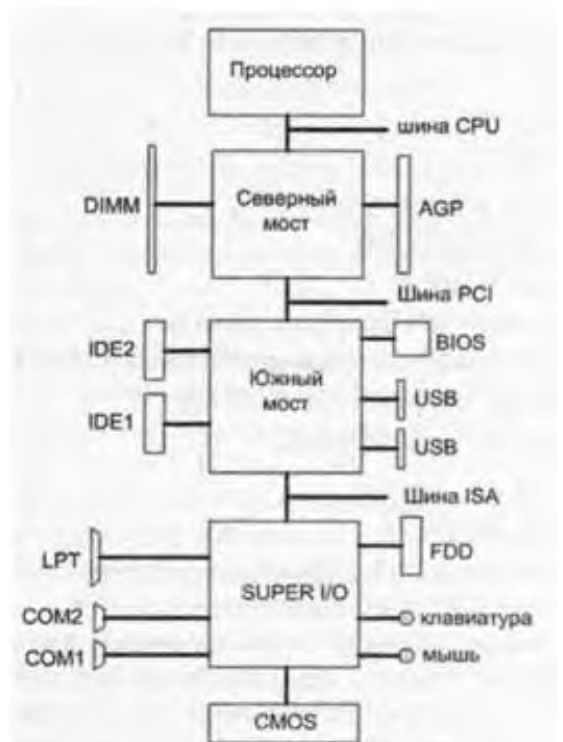 Процессор
шина CPU
DIMM
Северный
мост
AGP
Шина PCI
IDE2
BIOS
Южный
мост
IDE1
USB
USB
Шина ISA
LPT
FDD
SUPER I/O
COM2
клавиатура
COM1
мышь
CMOS